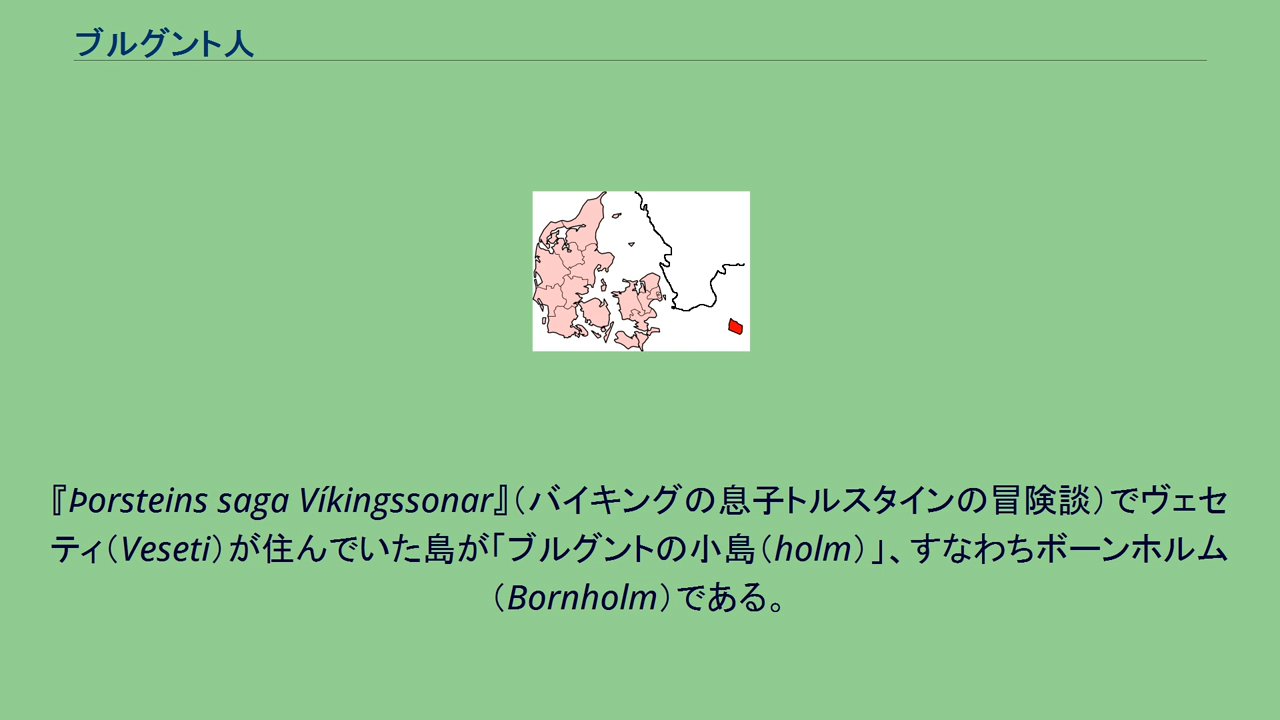 ブルグント人
『Þorsteins saga Víkingssonar』（バイキングの息子トルスタインの冒険談）でヴェセ
ティ（Veseti）が住んでいた島が「ブルグントの小島（holm）」、すなわちボーンホルム
（Bornholm）である。